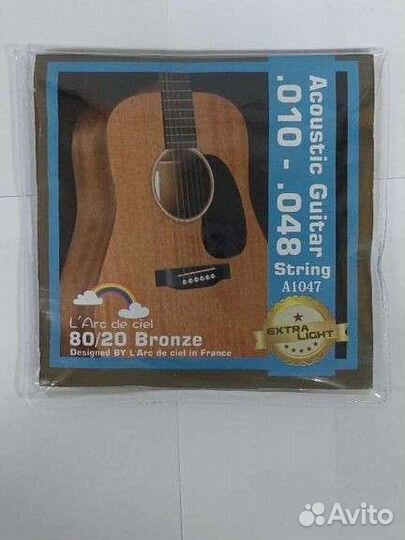 Acoustic Guitar
.010 - .048
String
A1047
EXTRA
LIGHT
L'Arc de ciel
80/20 Bronze
Designed BY L'Arc de ciel in France
Avito